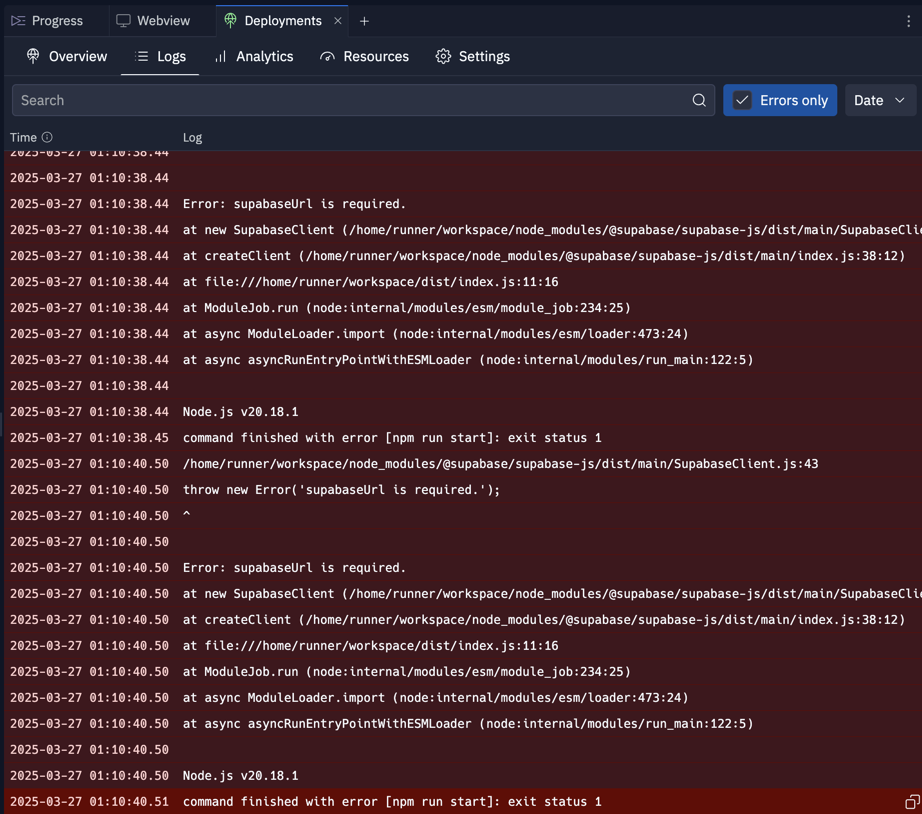 Progress Webview Deployments
Overview Logs Analytics Resources Settings
Search Errors only Date
Time Log
2025-03-27 01:10:38.44
2025-03-27 01:10:38.44
2025-03-27 01:10:38.44 Error: supabaseUrl is required.
2025-03-27 01:10:38.44 at new SupabaseClient (/home/runner/workspace/node_modules/@supabase/supabase-js/dist/main/SupabaseClie
2025-03-27 01:10:38.44 at createClient (/home/runner/workspace/node_modules/@supabase/supabase-js/dist/main/index.js:38:12)
2025-03-27 01:10:38.44 at file:///home/runner/workspace/dist/index.js:11:16
2025-03-27 01:10:38.44 at ModuleJob.run (node:internal/modules/esm/module_job:234:25)
2025-03-27 01:10:38.44 at async ModuleLoader.import (node:internal/modules/esm/loader:473:24)
2025-03-27 01:10:38.44 at async asyncRunEntryPointWithESMLoader (node:internal/modules/run_main:122:5)
2025-03-27 01:10:38.44
2025-03-27 01:10:38.44 Node.js v20.18.1
2025-03-27 01:10:38.45 command finished with error [npm run start]: exit status 1
2025-03-27 01:10:40.50 /home/runner/workspace/node_modules/@supabase/supabase-js/dist/main/SupabaseClient.js:43
2025-03-27 01:10:40.50 throw new Error('supabaseUrl is required.');
2025-03-27 01:10:40.50 ^
2025-03-27 01:10:40.50
2025-03-27 01:10:40.50 Error: supabaseUrl is required.
2025-03-27 01:10:40.50 at new SupabaseClient (/home/runner/workspace/node_modules/@supabase/supabase-js/dist/main/SupabaseClie
2025-03-27 01:10:40.50 at createClient (/home/runner/workspace/node_modules/@supabase/supabase-js/dist/main/index.js:38:12)
2025-03-27 01:10:40.50 at file:///home/runner/workspace/dist/index.js:11:16
2025-03-27 01:10:40.50 at ModuleJob.run (node:internal/modules/esm/module_job:234:25)
2025-03-27 01:10:40.50 at async ModuleLoader.import (node:internal/modules/esm/loader:473:24)
2025-03-27 01:10:40.50 at async asyncRunEntryPointWithESMLoader (node:internal/modules/run_main:122:5)
2025-03-27 01:10:40.50
2025-03-27 01:10:40.50 Node.js v20.18.1
2025-03-27 01:10:40.51 command finished with error [npm run start]: exit status 1